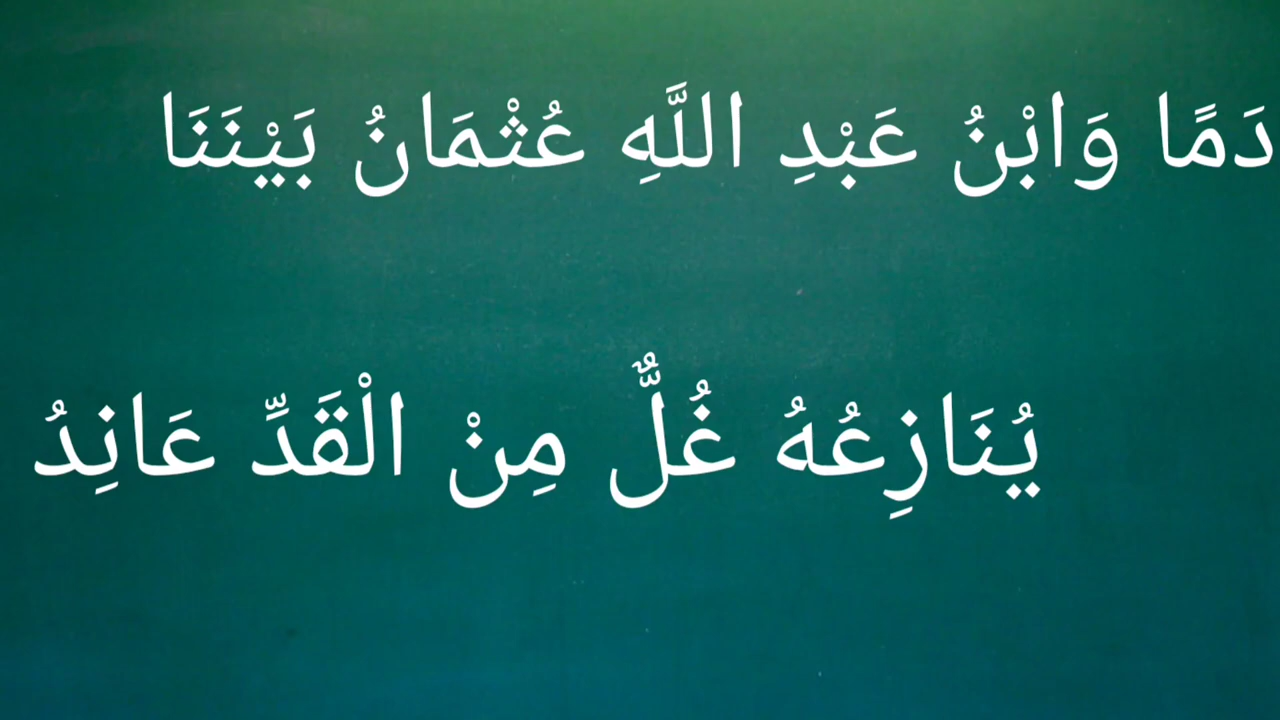 دَمًا وَابْنُ عَبْدِ اللَّهِ عُثْمَانُ بَيْنَنَا
يُنَازِعُهُ غُلٌّ مِنْ الْقَدِّ عَانِدُ